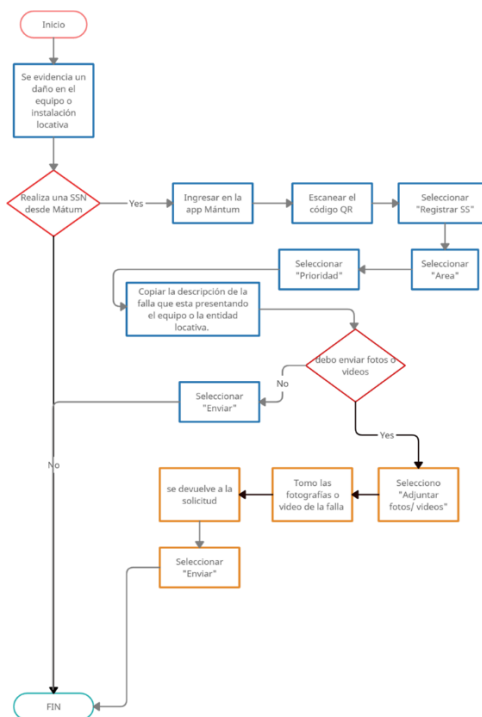 Inicio
Se evidencia un
daño en el
equipo o
instalación
locativa
Realiza una SSN
desde Mátum
Yes
Ingresar en la
app Mántum
Escanear el
código QR
Seleccionar
"Registrar SS"
Seleccionar
"Prioridad"
Seleccionar
"Area"
Copiar la descripción de la
falla que esta presentando
el equipo o la entidad
locativa.
debo enviar fotos o
videos
No
Seleccionar
"Enviar"
Yes
No
se devuelve a la
solicitud
Tomo las
fotografías o
video de la falla
Selecciono
"Adjuntar
fotos/ videos"
Seleccionar
"Enviar"
FIN